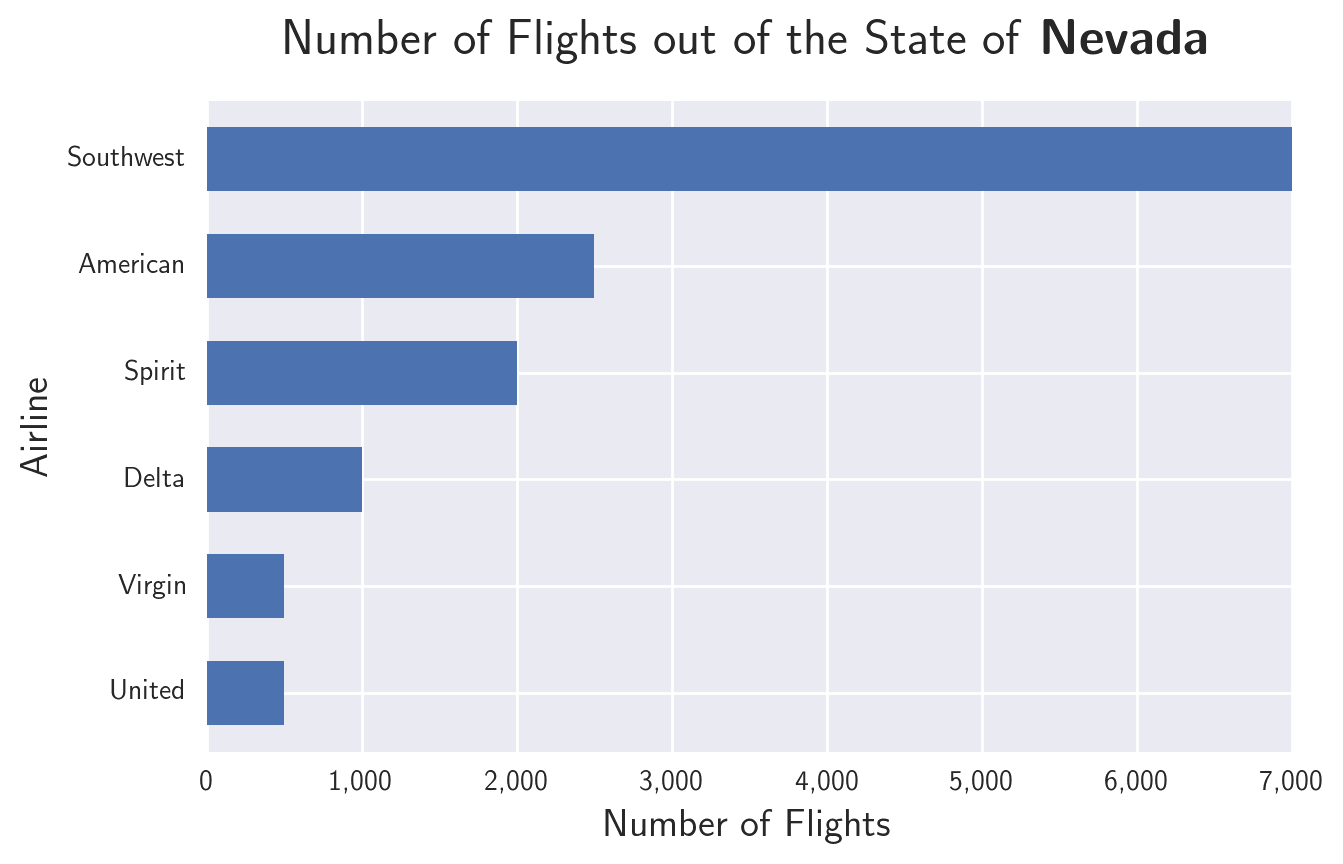 Number of Flights out of the State of Nevada
Southwest
American
Spirit
Delta
Virgin
United
Airline
0 1,000 2,000 3,000 4,000 5,000 6,000 7,000
Number of Flights